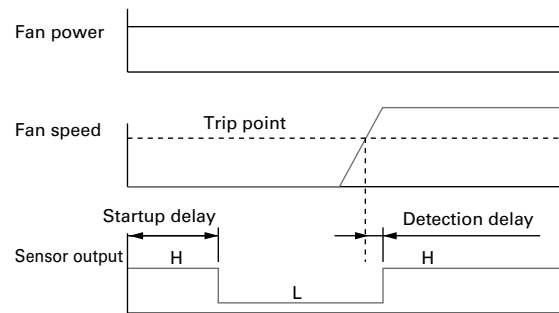 Fan power
Fan speed
Trip point
Startup delay
Detection delay
Sensor output
H
L
H